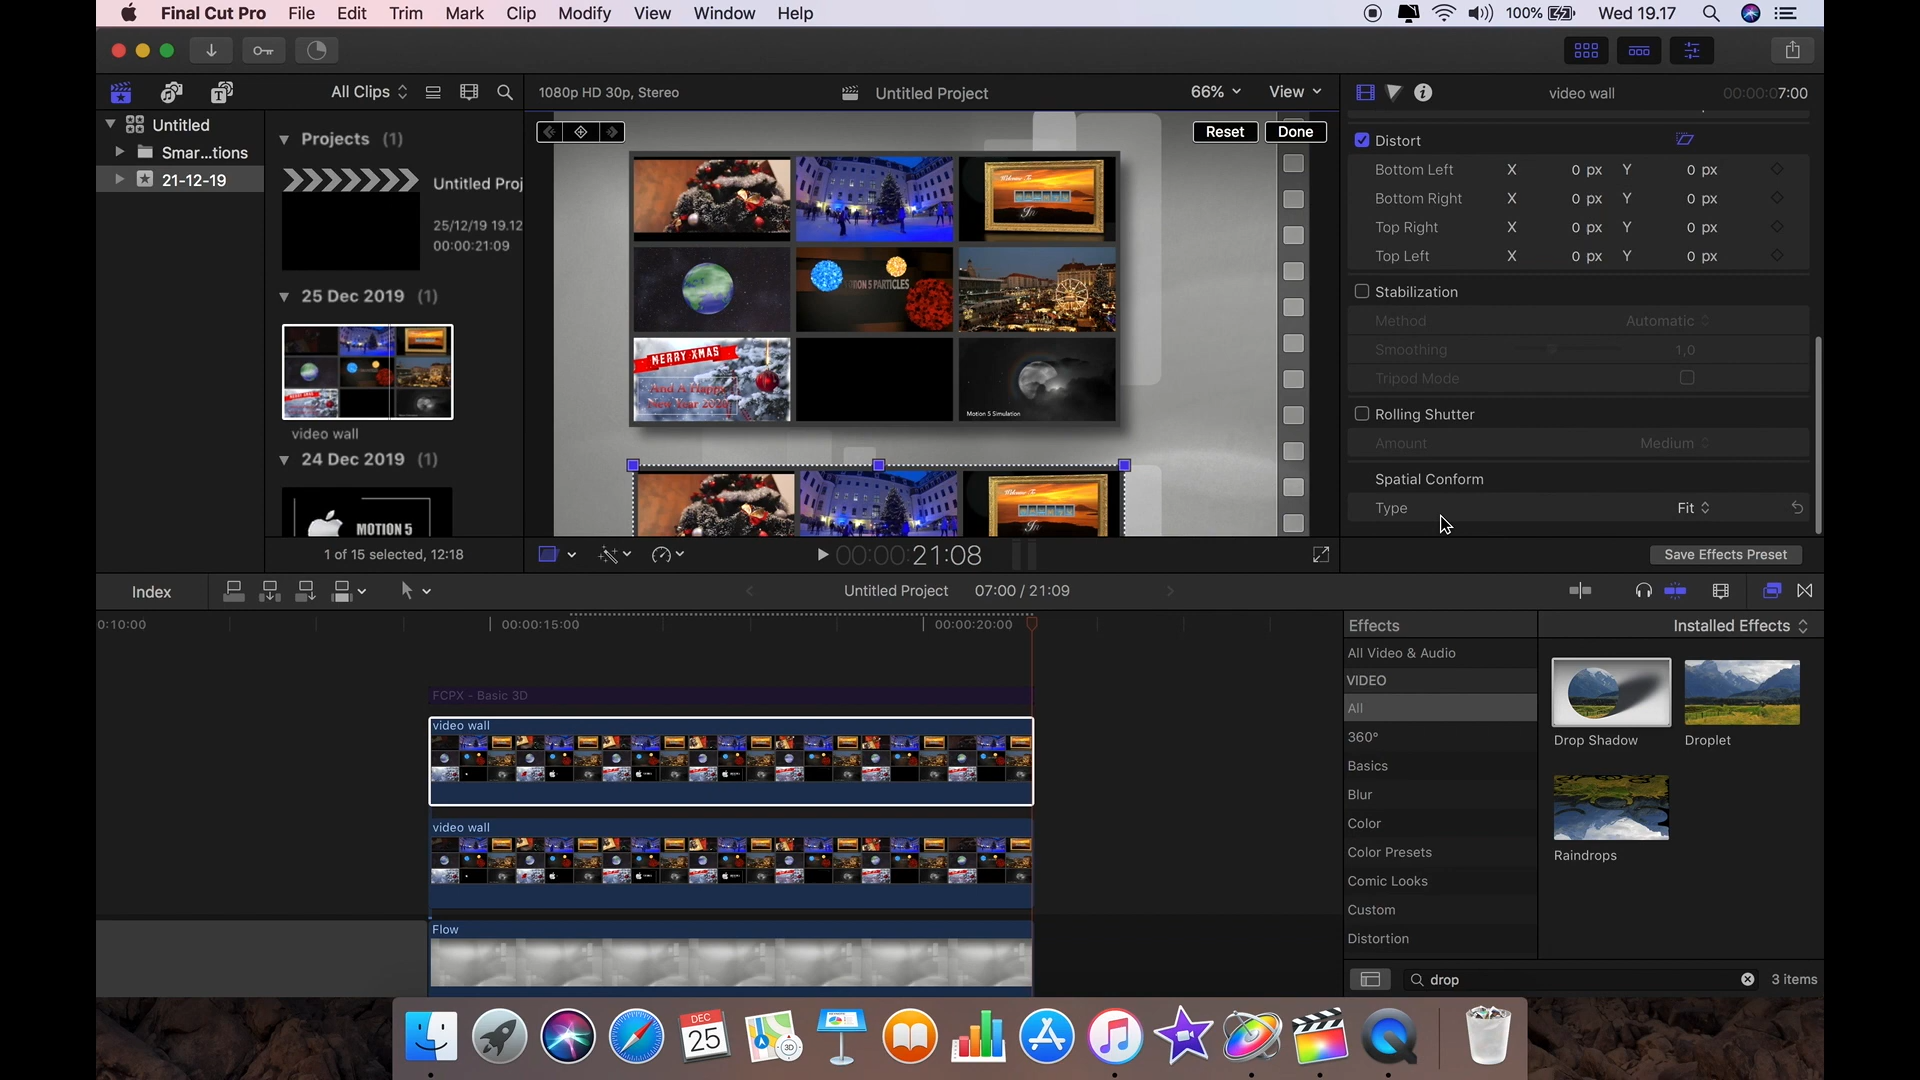 Final Cut Pro File Edit Trim Mark Clip Modify View Window Help 100% Wed 19.17
All Clips 1080p HD 30p, Stereo Untitled Project 66% View video wall 00:00:07:00
Untitled
Smar...tions
21-12-19
Projects (1)
Untitled Proj
25/12/19 19.12
00:00:21:09
25 Dec 2019 (1)
video wall
24 Dec 2019 (1)
MOTION 5
1 of 15 selected, 12:18
Reset Done
Welcome To
In
MOTION 5 PARTICLES
MERRY XMAS
And A Happy
New Year 2020
Motion 5 Simulation
Welcome To
00:00:00:21:08
Distort
Bottom Left X 0 px Y 0 px
Bottom Right X 0 px Y 0 px
Top Right X 0 px Y 0 px
Top Left X 0 px Y 0 px
Stabilization
Method Automatic
Smoothing 1,0
Tripod Mode
Rolling Shutter
Amount Medium
Spatial Conform
Type Fit
Save Effects Preset
Index Untitled Project 07:00 / 21:09
0:10:00 00:00:15:00 00:00:20:00
FCPX - Basic 3D
video wall
video wall
Flow
Effects Installed Effects
All Video & Audio
VIDEO
All
360°
Basics
Blur
Color
Color Presets
Comic Looks
Custom
Distortion
Drop Shadow Droplet
Raindrops
drop 3 items
DEC
25
3D